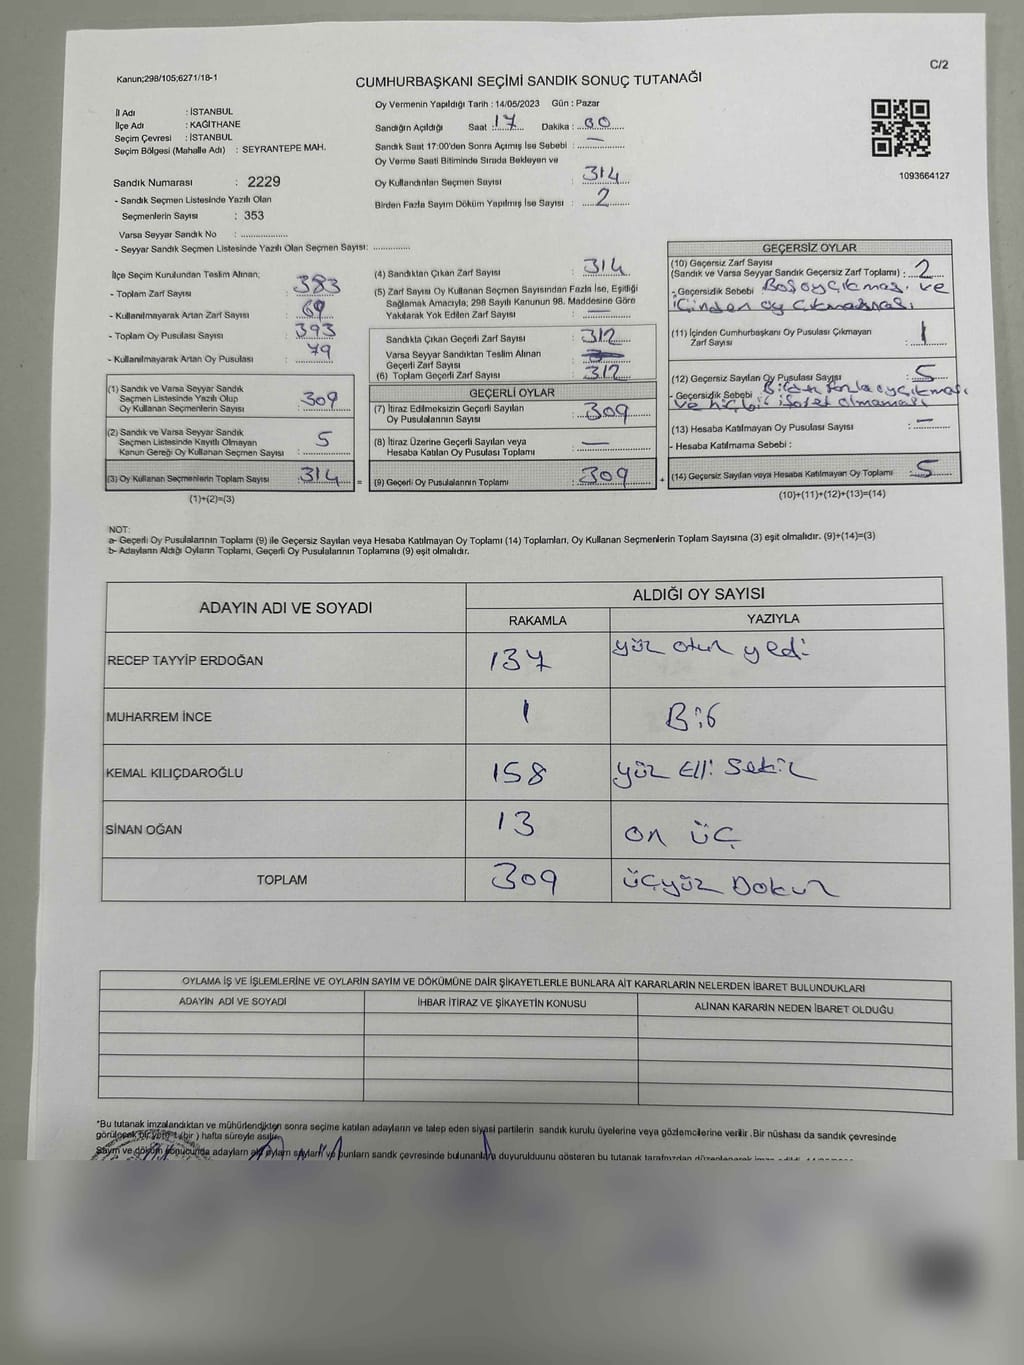 C/2
Kanun;298/105;6271/18-1
CUMHURBAŞKANI SEÇİMİ SANDIK SONUÇ TUTANAĞI
İl Adı : İSTANBUL
İlçe Adı : KAĞITHANE
Seçim Çevresi : İSTANBUL
Seçim Bölgesi (Mahalle Adı) : SEYRANTEPE MAH.
Sandık Numarası : 2229
- Sandık Seçmen Listesinde Yazılı Olan
Seçmenlerin Sayısı : 353
Varsa Seyyar Sandık No : ..................
- Seyyar Sandık Seçmen Listesinde Yazılı Olan Seçmen Sayısı: ..............
Oy Vermenin Yapıldığı Tarih : 14/05/2023 Gün : Pazar
Sandığın Açıldığı Saat : 17 Dakika : 00
Sandık Saat 17:00'den Sonra Açımış İse Sebebi : —
Oy Verme Saati Bitiminde Sırada Bekleyen ve
Oy Kullandırılan Seçmen Sayısı : 314
Birden Fazla Sayım Döküm Yapılmış İse Sayısı : 2
1093664127
İlçe Seçim Kurulundan Teslim Alınan;
- Toplam Zarf Sayısı : 383
- Kullanılmayarak Artan Zarf Sayısı : 69
- Toplam Oy Pusulası Sayısı : 393
- Kullanılmayarak Artan Oy Pusulası : 79
(1) Sandık ve Varsa Seyyar Sandık
Seçmen Listesinde Yazılı Olup
Oy Kullanan Seçmenlerin Sayısı : 309
(2) Sandık ve Varsa Seyyar Sandık
Seçmen Listesinde Kayıtlı Olmayan
Kanun Gereği Oy Kullanan Seçmen Sayısı : 5
(3) Oy Kullanan Seçmenlerin Toplam Sayısı : 314 =
(1)+(2)=(3)
(4) Sandıktan Çıkan Zarf Sayısı : 314
(5) Zarf Sayısı Oy Kullanan Seçmen Sayısından Fazla İse, Eşitliği
Sağlamak Amacıyla; 298 Sayılı Kanunun 98. Maddesine Göre
Yakılarak Yok Edilen Zarf Sayısı : —
Sandıkta Çıkan Geçerli Zarf Sayısı : 312
Varsa Seyyar Sandıktan Teslim Alınan
Geçerli Zarf Sayısı :
(6) Toplam Geçerli Zarf Sayısı : 312
GEÇERLİ OYLAR
(7) İtiraz Edilmeksizin Geçerli Sayılan
Oy Pusulalarının Sayısı : 309
(8) İtiraz Üzerine Geçerli Sayılan veya
Hesaba Katılan Oy Pusulası Toplamı : —
(9) Geçerli Oy Pusulalarının Toplamı : 309 +
GEÇERSİZ OYLAR
(10) Geçersiz Zarf Sayısı
(Sandık ve Varsa Seyyar Sandık Geçersiz Zarf Toplamı) : 2
- Geçersizlik Sebebi Boş oy çıkması ve
içinden oy çıkmaması
(11) İçinden Cumhurbaşkanı Oy Pusulası Çıkmayan
Zarf Sayısı : 1
(12) Geçersiz Sayılan Oy Pusulası Sayısı : 5
- Geçersizlik Sebebi Birden fazla oy çıkması
ve hiçbir işaret olmaması
(13) Hesaba Katılmayan Oy Pusulası Sayısı : —
- Hesaba Katılmama Sebebi :
(14) Geçersiz Sayılan veya Hesaba Katılmayan Oy Toplamı : 5
(10)+(11)+(12)+(13)=(14)
NOT:
a- Geçerli Oy Pusulalarının Toplamı (9) ile Geçersiz Sayılan veya Hesaba Katılmayan Oy Toplamı (14) Toplamları, Oy Kullanan Seçmenlerin Toplam Sayısına (3) eşit olmalıdır. (9)+(14)=(3)
b- Adayların Aldığı Oyların Toplamı, Geçerli Oy Pusulalarının Toplamına (9) eşit olmalıdır.
ADAYIN ADI VE SOYADI ALDIĞI OY SAYISI
RAKAMLA YAZIYLA
RECEP TAYYİP ERDOĞAN 137 yüz otuz yedi
MUHARREM İNCE 1 Bir
KEMAL KILIÇDAROĞLU 158 yüz Elli Sekiz
SİNAN OĞAN 13 on üç
TOPLAM 309 üçyüz Dokuz
OYLAMA İŞ VE İŞLEMLERİNE VE OYLARIN SAYIM VE DÖKÜMÜNE DAİR ŞİKAYETLERLE BUNLARA AİT KARARLARIN NELERDEN İBARET BULUNDUKLARI
ADAYIN ADI VE SOYADI İHBAR İTİRAZ VE ŞİKAYETİN KONUSU ALINAN KARARIN NEDEN İBARET OLDUĞU
*Bu tutanak imzalandıktan ve mühürlendikten sonra seçime katılan adayların ve talep eden siyasi partilerin sandık kurulu üyelerine veya gözlemcilerine verilir .Bir nüshası da sandık çevresinde
görülecek bir yere 1 (bir ) hafta süreyle asılır.
Sayım ve döküm sonucunda adayların aldığı oyların sayıları ve bunların sandık çevresinde bulunanlara duyurulduunu gösteren bu tutanak tarafımızdan düzenlenerek